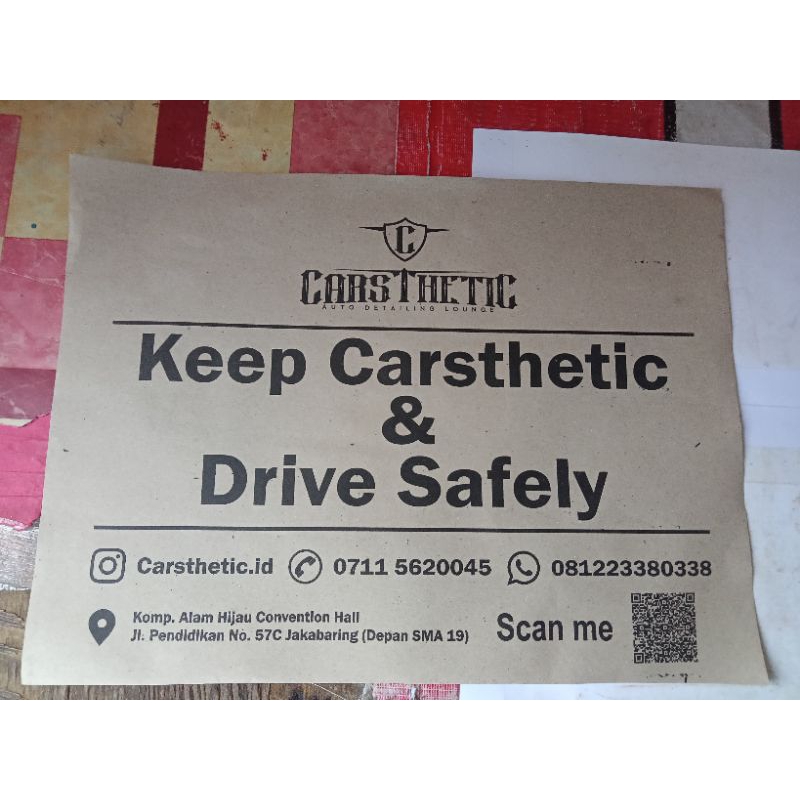 C
CARSTHETIC
AUTO DETAILING LOUNGE
Keep Carsthetic
&
Drive Safely
Carsthetic.id 0711 5620045 081223380338
Komp. Alam Hijau Convention Hall
Jl. Pendidikan No. 57C Jakabaring (Depan SMA 19)
Scan me